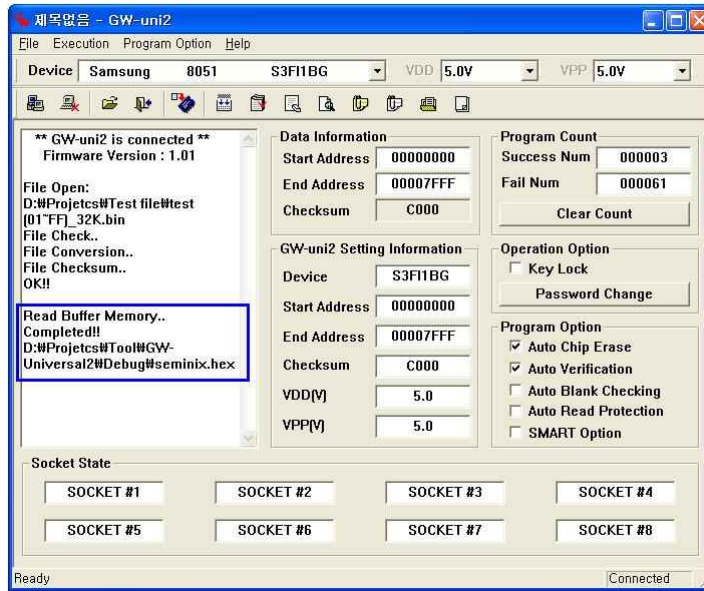 제목없음 - GW-uni2
File Execution Program Option Help
Device Samsung 8051 S3FI1BG VDD 5.0V VPP 5.0V
** GW-uni2 is connected **
Firmware Version : 1.01
File Open:
D:₩Projetcs₩Test file₩test
(01~FF)_32K.bin
File Check..
File Conversion..
File Checksum..
OK!!
Read Buffer Memory..
Completed!!
D:₩Projetcs₩Tool₩GW-
Universal2₩Debug₩seminix.hex
Data Information
Start Address 00000000
End Address 00007FFF
Checksum C000
GW-uni2 Setting Information
Device S3FI1BG
Start Address 00000000
End Address 00007FFF
Checksum C000
VDD(V) 5.0
VPP(V) 5.0
Program Count
Success Num 000003
Fail Num 000061
Clear Count
Operation Option
Key Lock
Password Change
Program Option
Auto Chip Erase
Auto Verification
Auto Blank Checking
Auto Read Protection
SMART Option
Socket State
SOCKET #1 SOCKET #2 SOCKET #3 SOCKET #4
SOCKET #5 SOCKET #6 SOCKET #7 SOCKET #8
Ready Connected